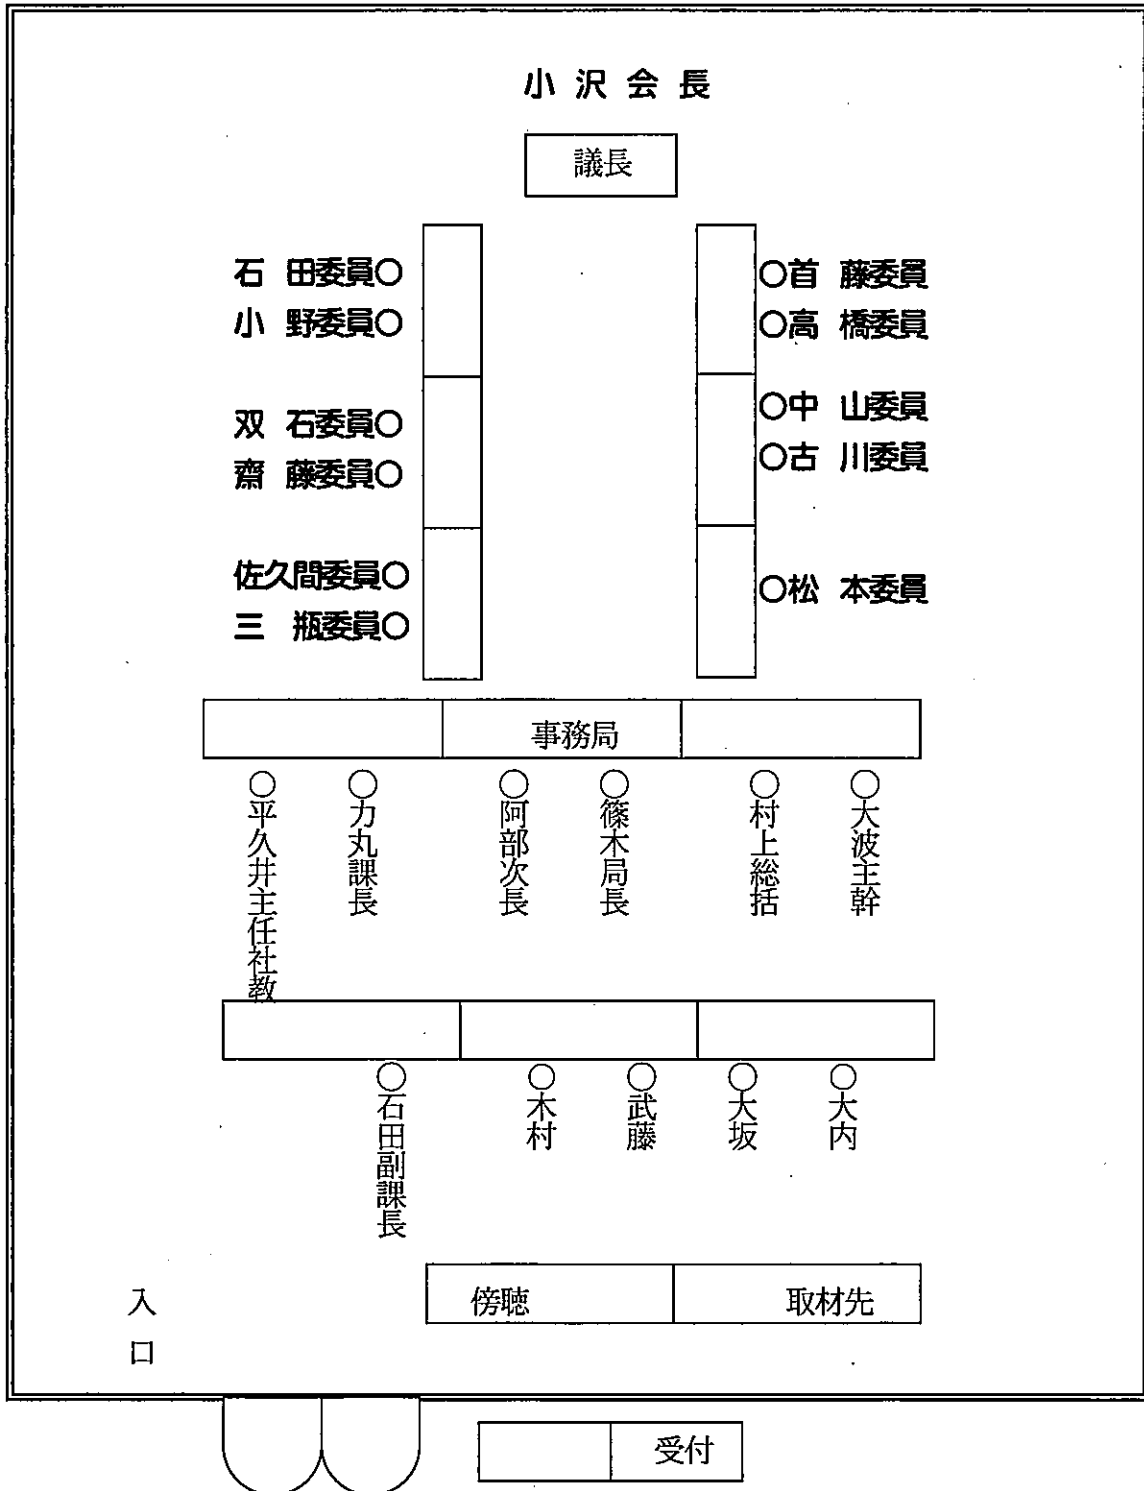 小沢会長
議長
石　田委員○
小　野委員○
双　石委員○
齋　藤委員○
佐久間委員○
三　瓶委員○
○首　藤委員
○高　橋委員
○中　山委員
○古　川委員
○松　本委員
事務局
○平久井主任社教
○力丸課長
○阿部次長
○篠木局長
○村上総括
○大波主幹
○石田副課長
○木村
○武藤
○大坂
○大内
傍聴
取材先
入口
受付